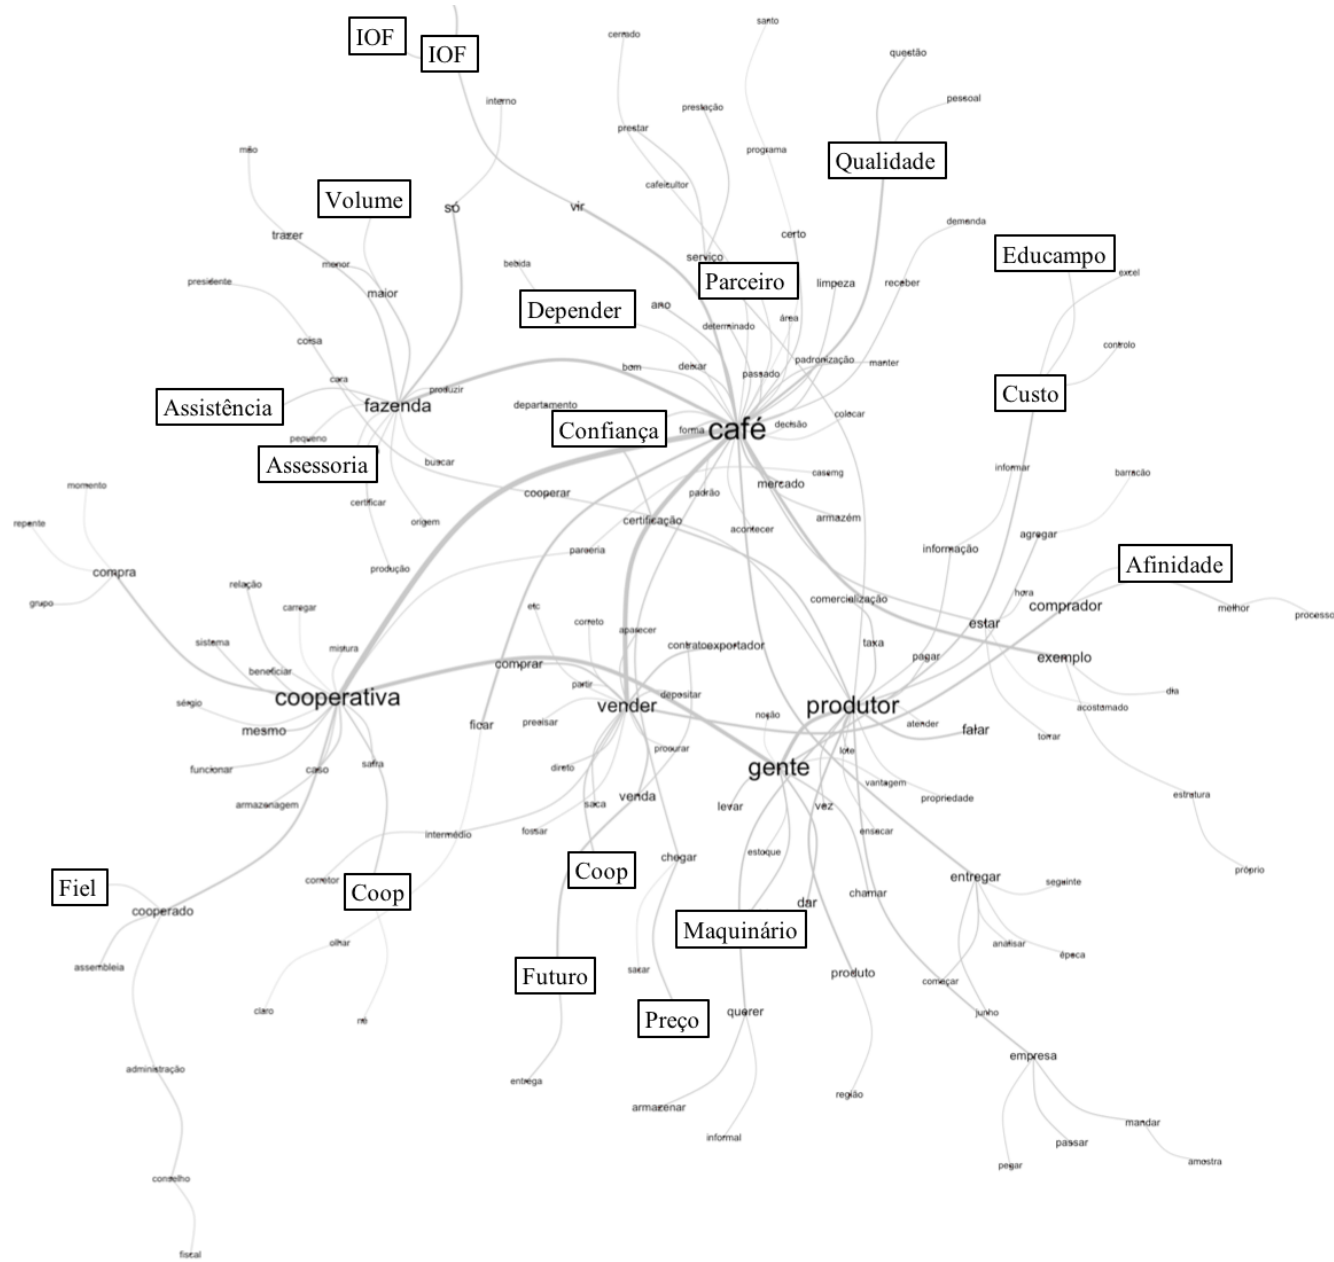 santo
IOF
cerrado
IOF
questão
interno
pessoal
prestação
prestar
mão
programa
Qualidade
cafeicultor
Volume
só
vir
demanda
trazer
certo
Educampo
serviço
bebida
menor
excel
presidente
Parceiro
limpeza
receber
maior
ano
Depender
área
determinado
coisa
controlo
padronização
manter
bom
deixar
passado
cara
produzir
Custo
fazenda
departamento
Assistência
colocar
decisão
café
forma
Confiança
pequeno
buscar
Assessoria
informar
barracão
casemg
mercado
momento
cooperar
padrão
certificar
armazém
repente
origem
certificação
acontecer
agregar
informação
parceria
Afinidade
produção
compra
relação
hora
comercialização
grupo
etc
carregar
comprador
melhor
processo
correto
estar
aparecer
sistema
taxa
mistura
contratoexportador
pagar
exemplo
comprar
beneficiar
partir
dia
depositar
cooperativa
sérgio
vender
produtor
acostumado
noção
precisar
ficar
atender
mesmo
falar
torrar
procurar
lote
safra
funcionar
caso
direto
gente
vantagem
estrutura
venda
propriedade
armazenagem
saca
levar
vez
intermédio
fossar
ensecar
estoque
chegar
Coop
próprio
entregar
corretor
seguinte
Fiel
Coop
chamar
dar
cooperado
Maquinário
olhar
analisar
época
assembleia
sacar
Futuro
produto
começar
claro
querer
junho
Preço
né
empresa
administração
entrega
região
armazenar
mandar
informal
passar
amostra
pegar
conselho
fiscal